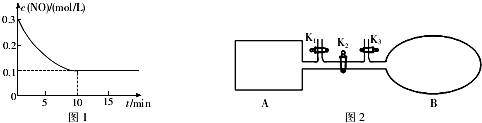 c(NO)/(mol/L)
0.3
0.2
0.1
0
5
10
15
t/min
图 1
K₁
K₂
K₃
A
B
图 2